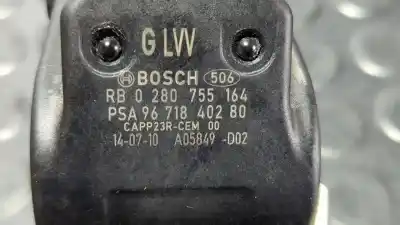 GLW
BOSCH 506
RB 0 280 755 164
PSA 96 718 402 80
CAPP23R-CEM 00
14-07-10 A05849 -D02